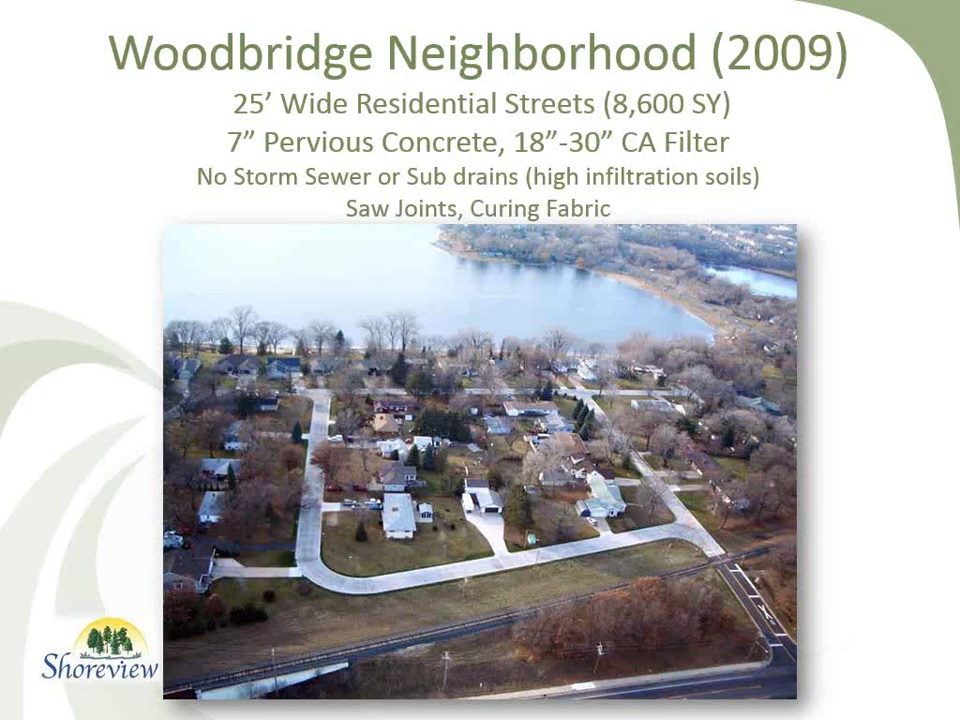 Woodbridge Neighborhood (2009)
25’ Wide Residential Streets (8,600 SY)
7” Pervious Concrete, 18”-30” CA Filter
No Storm Sewer or Sub drains (high infiltration soils)
Saw Joints, Curing Fabric
Shoreview